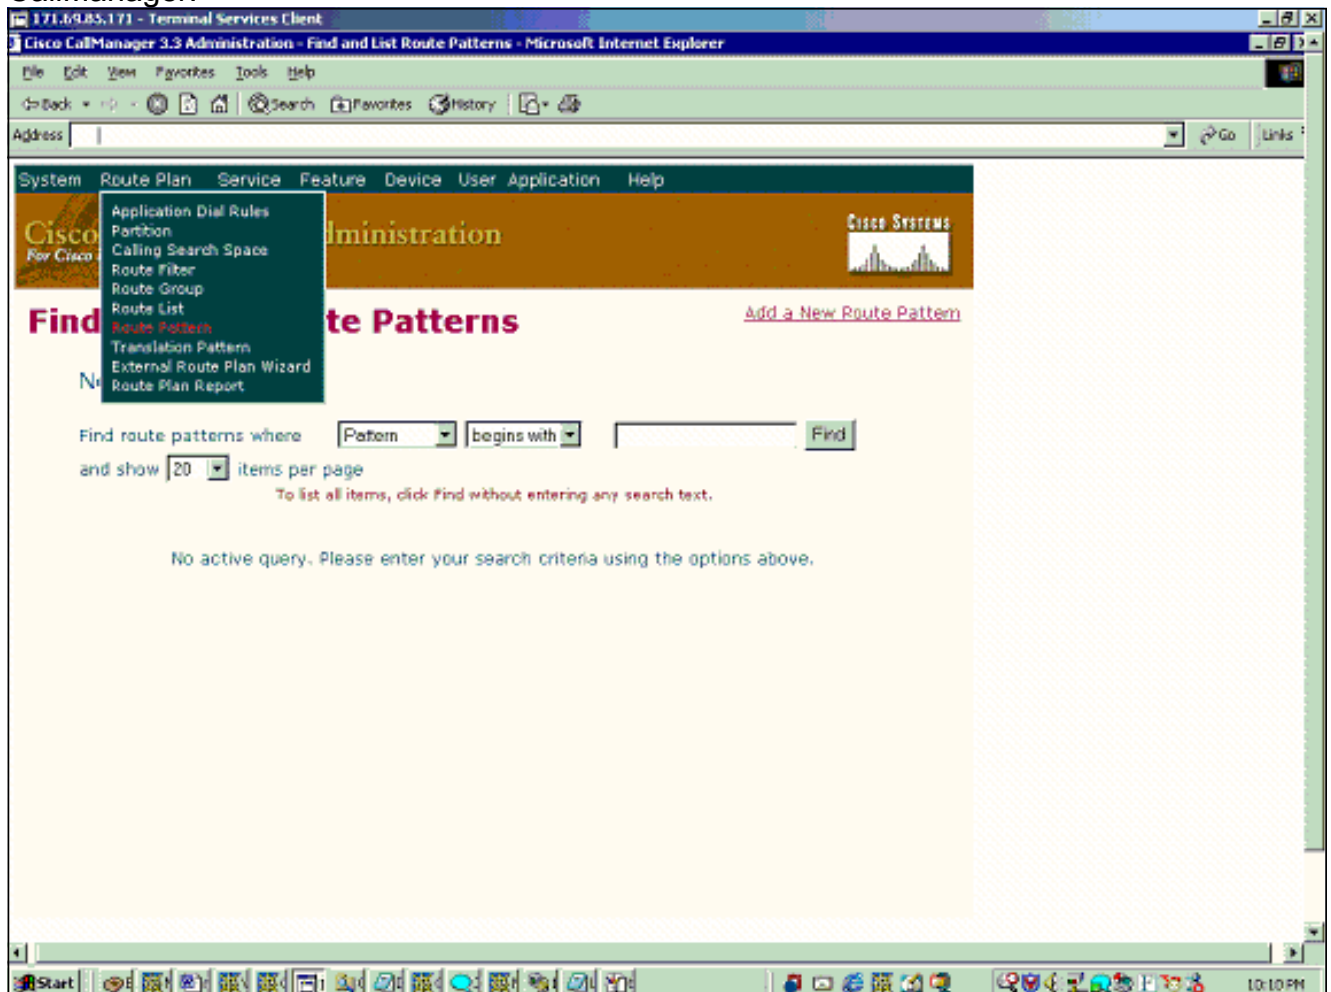 CallManager.
171.69.85.171 - Terminal Services Client
Cisco CallManager 3.3 Administration - Find and List Route Patterns - Microsoft Internet Explorer
File Edit View Favorites Tools Help
Back Search Favorites History
Address Go Links
System Route Plan Service Feature Device User Application Help
Application Dial Rules
Partition
Calling Search Space
Route Filter
Route Group
Route List
Route Pattern
Translation Pattern
External Route Plan Wizard
Route Plan Report
Cisco dministration
For Cisco
CISCO SYSTEMS
Find te Patterns
Add a New Route Pattern
Find route patterns where Pattern begins with Find
and show 20 items per page
To list all items, click Find without entering any search text.
No active query. Please enter your search criteria using the options above.
Start 10:10 PM